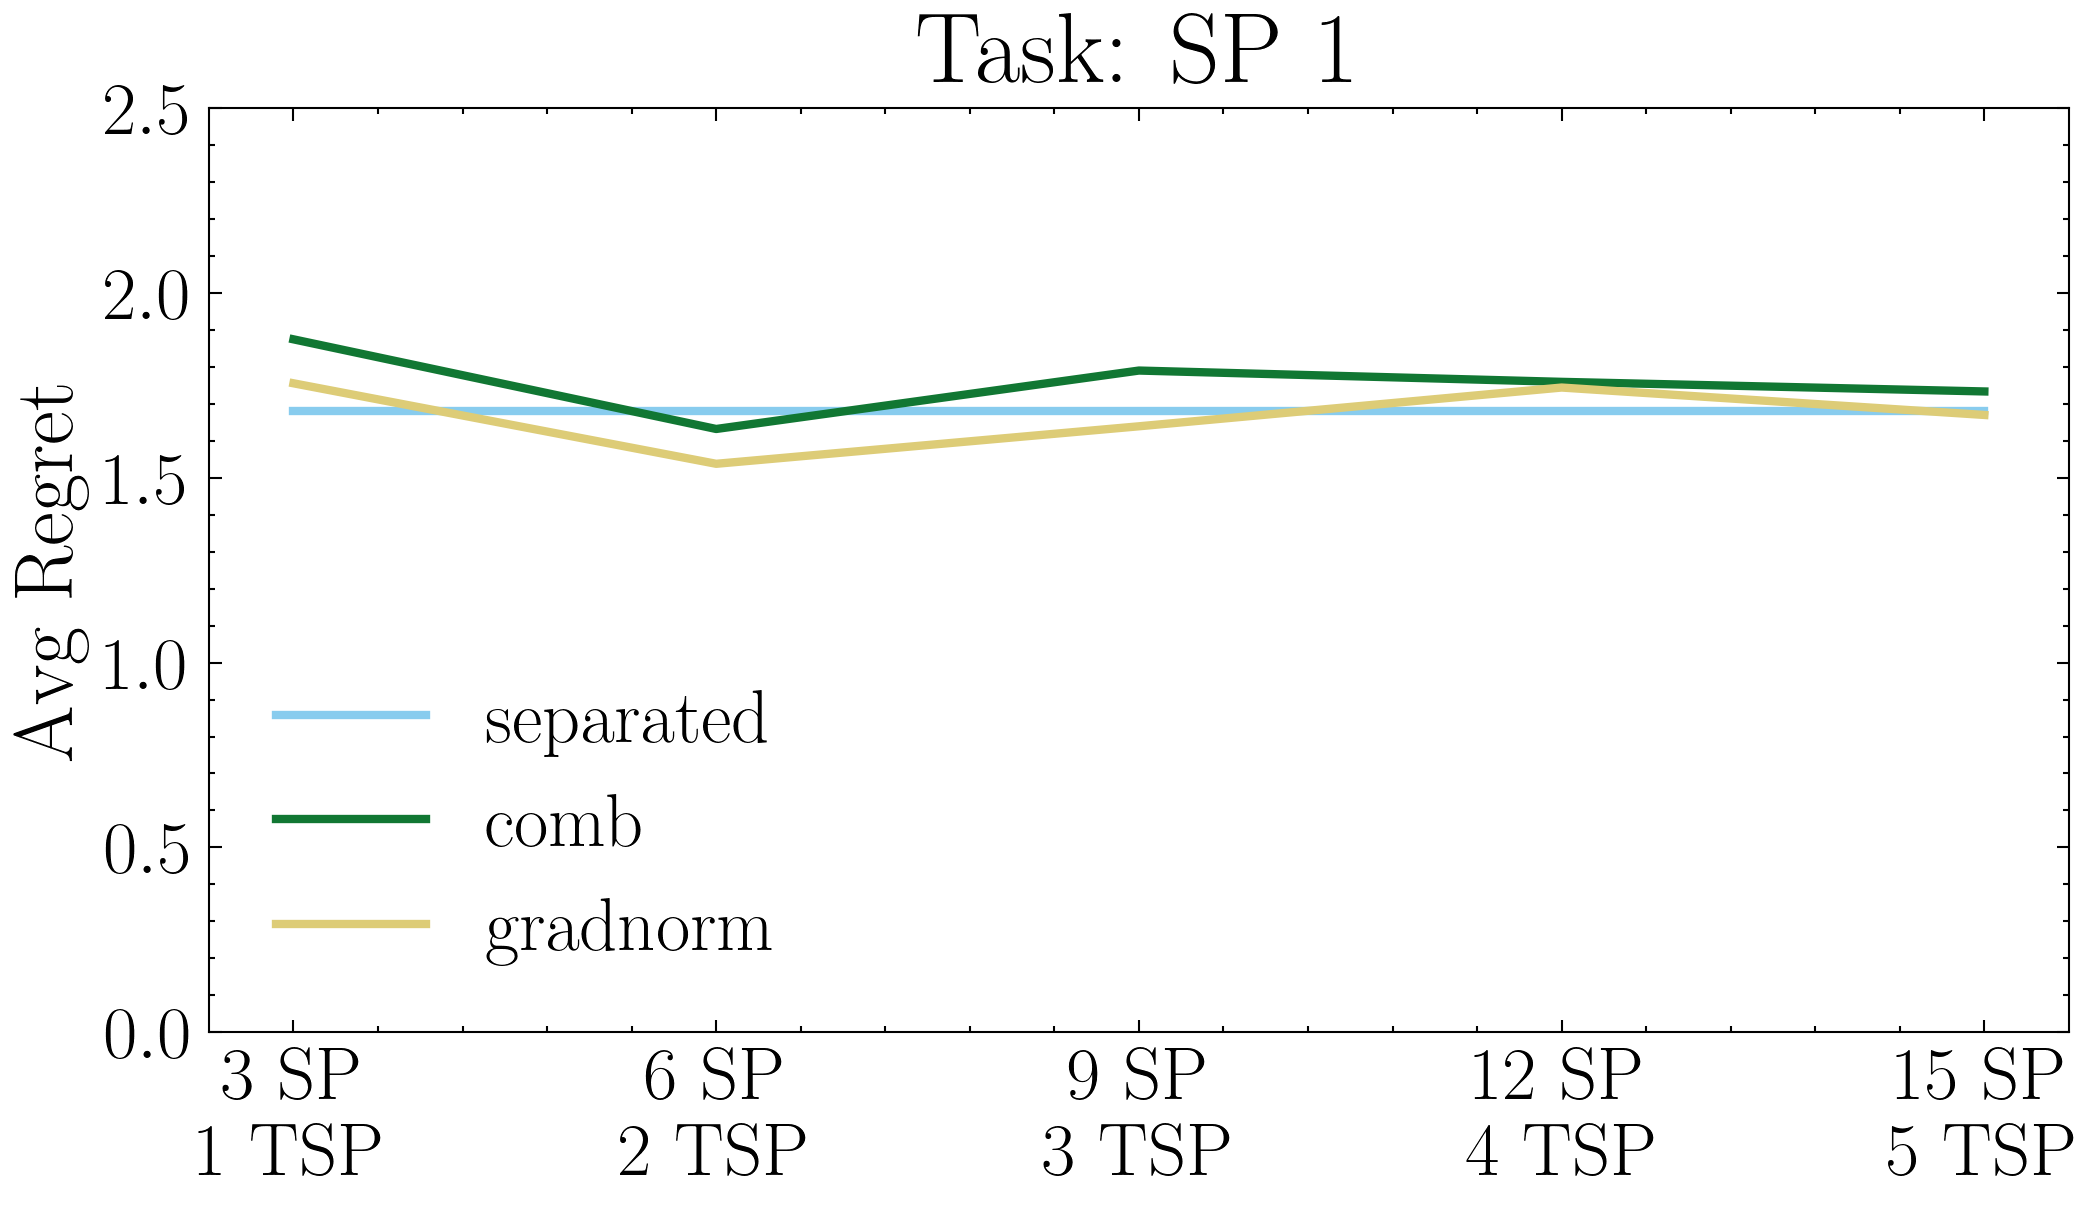 Task: SP 1
2.5
2.0
1.5
1.0
0.5
0.0
Avg Regret
separated
comb
gradnorm
3 SP
1 TSP
6 SP
2 TSP
9 SP
3 TSP
12 SP
4 TSP
15 SP
5 TSP